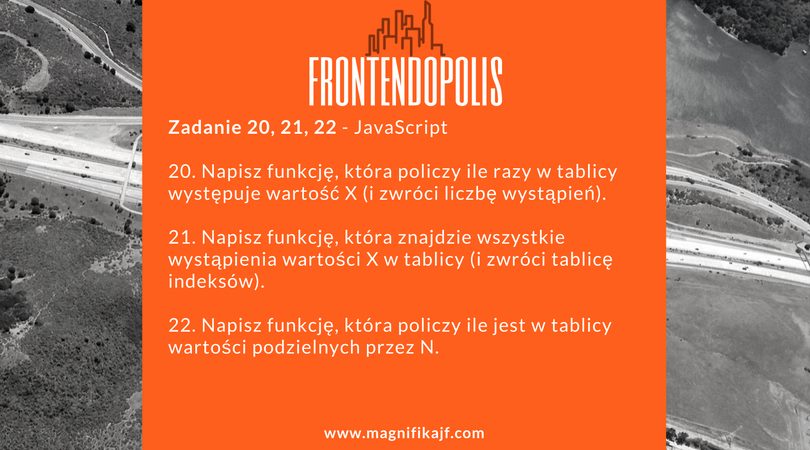 FRONTENDOPOLIS
Zadanie 20, 21, 22 - JavaScript
20. Napisz funkcję, która policzy ile razy w tablicy
występuje wartość X (i zwróci liczbę wystąpień).
21. Napisz funkcję, która znajdzie wszystkie
wystąpienia wartości X w tablicy (i zwróci tablicę
indeksów).
22. Napisz funkcję, która policzy ile jest w tablicy
wartości podzielnych przez N.
www.magnifikajf.com